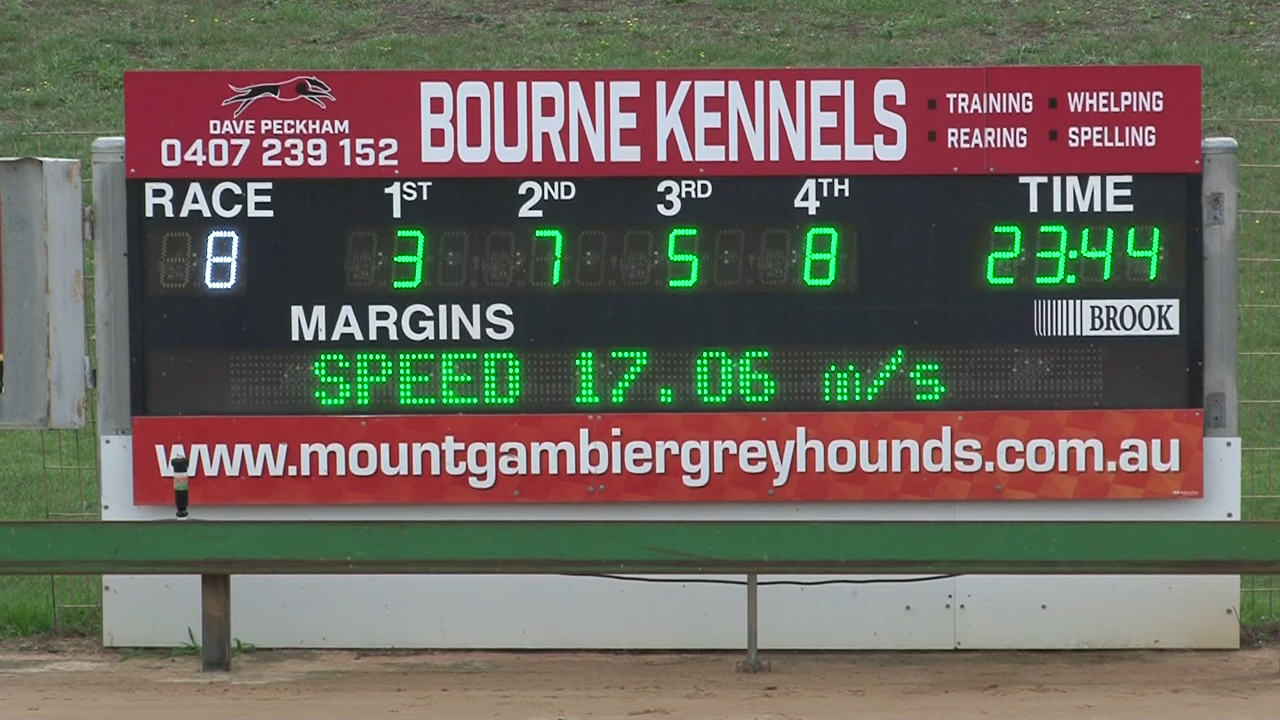 DAVE PECKHAM
0407 239 152
BOURNE KENNELS
TRAINING WHELPING
REARING SPELLING
RACE 1ST 2ND 3RD 4TH TIME
8 3 7 5 8 23:44
MARGINS
BROOK
SPEED 17.06 m/s
www.mountgambiergreyhounds.com.au